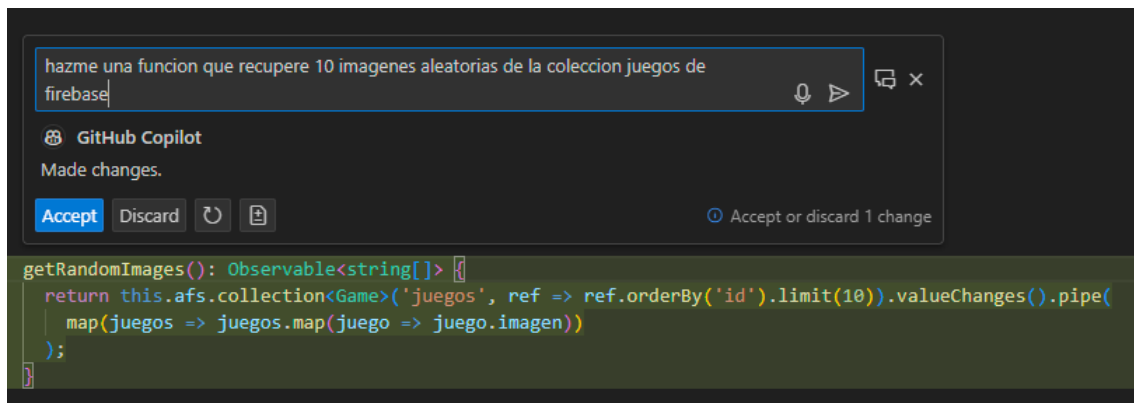 hazme una funcion que recupere 10 imagenes aleatorias de la coleccion juegos de
firebase
GitHub Copilot
Made changes.
Accept Discard Accept or discard 1 change
getRandomImages(): Observable<string[]> {
return this.afs.collection<Game>('juegos', ref => ref.orderBy('id').limit(10)).valueChanges().pipe(
map(juegos => juegos.map(juego => juego.imagen))
);
}